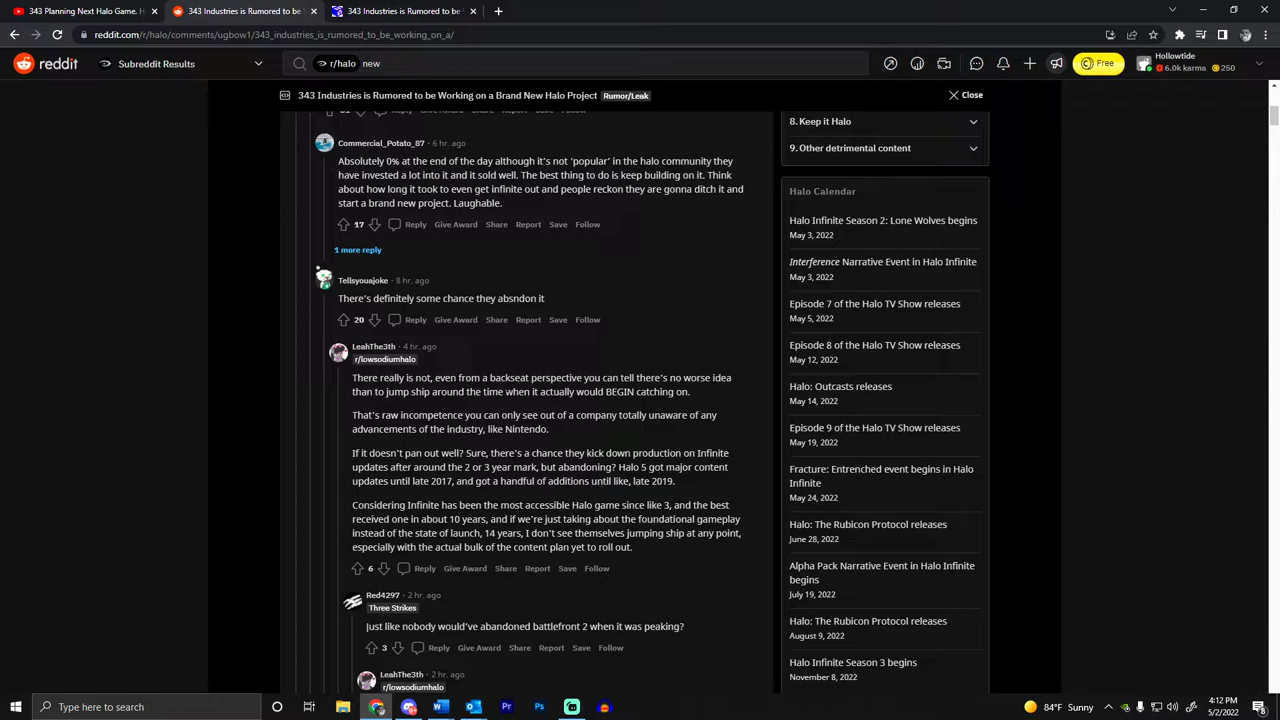 343 Planning Next Halo Game. H
343 Industries is Rumored to be W
343 Industries is Rumored to be W
reddit.com/r/halo/comments/ugbow1/343_industries_is_rumored_to_be_working_on_a/
reddit
Subreddit Results
r/halo new
Free
Hollowtide
6.0k karma 250
343 Industries is Rumored to be Working on a Brand New Halo Project Rumor/Leak
Close
Reply Give Award Share Report Save Follow
Commercial_Potato_87 · 6 hr. ago
Absolutely 0% at the end of the day although it's not 'popular' in the halo community they
have invested a lot into it and it sold well. The best thing to do is keep building on it. Think
about how long it took to even get infinite out and people reckon they are gonna ditch it and
start a brand new project. Laughable.
17 Reply Give Award Share Report Save Follow
1 more reply
Tellsyouajoke · 8 hr. ago
There's definitely some chance they absndon it
20 Reply Give Award Share Report Save Follow
LeahThe3th · 4 hr. ago
r/lowsodiumhalo
There really is not, even from a backseat perspective you can tell there's no worse idea
than to jump ship around the time when it actually would BEGIN catching on.
That's raw incompetence you can only see out of a company totally unaware of any
advancements of the industry, like Nintendo.
If it doesn't pan out well? Sure, there's a chance they kick down production on Infinite
updates after around the 2 or 3 year mark, but abandoning? Halo 5 got major content
updates until late 2017, and got a handful of additions until like, late 2019.
Considering Infinite has been the most accessible Halo game since like 3, and the best
received one in about 10 years, and if we're just taking about the foundational gameplay
instead of the state of launch, 14 years, I don't see themselves jumping ship at any point,
especially with the actual bulk of the content plan yet to roll out.
6 Reply Give Award Share Report Save Follow
Red4297 · 2 hr. ago
Three Strikes
Just like nobody would've abandoned battlefront 2 when it was peaking?
3 Reply Give Award Share Report Save Follow
LeahThe3th · 2 hr. ago
r/lowsodiumhalo
8. Keep it Halo
9. Other detrimental content
Halo Calendar
Halo Infinite Season 2: Lone Wolves begins
May 3, 2022
Interference Narrative Event in Halo Infinite
May 3, 2022
Episode 7 of the Halo TV Show releases
May 5, 2022
Episode 8 of the Halo TV Show releases
May 12, 2022
Halo: Outcasts releases
May 14, 2022
Episode 9 of the Halo TV Show releases
May 19, 2022
Fracture: Entrenched event begins in Halo
Infinite
May 24, 2022
Halo: The Rubicon Protocol releases
June 28, 2022
Alpha Pack Narrative Event in Halo Infinite
begins
July 19, 2022
Halo: The Rubicon Protocol releases
August 9, 2022
Halo Infinite Season 3 begins
November 8, 2022
Type here to search
84°F Sunny
4:12 PM
5/2/2022